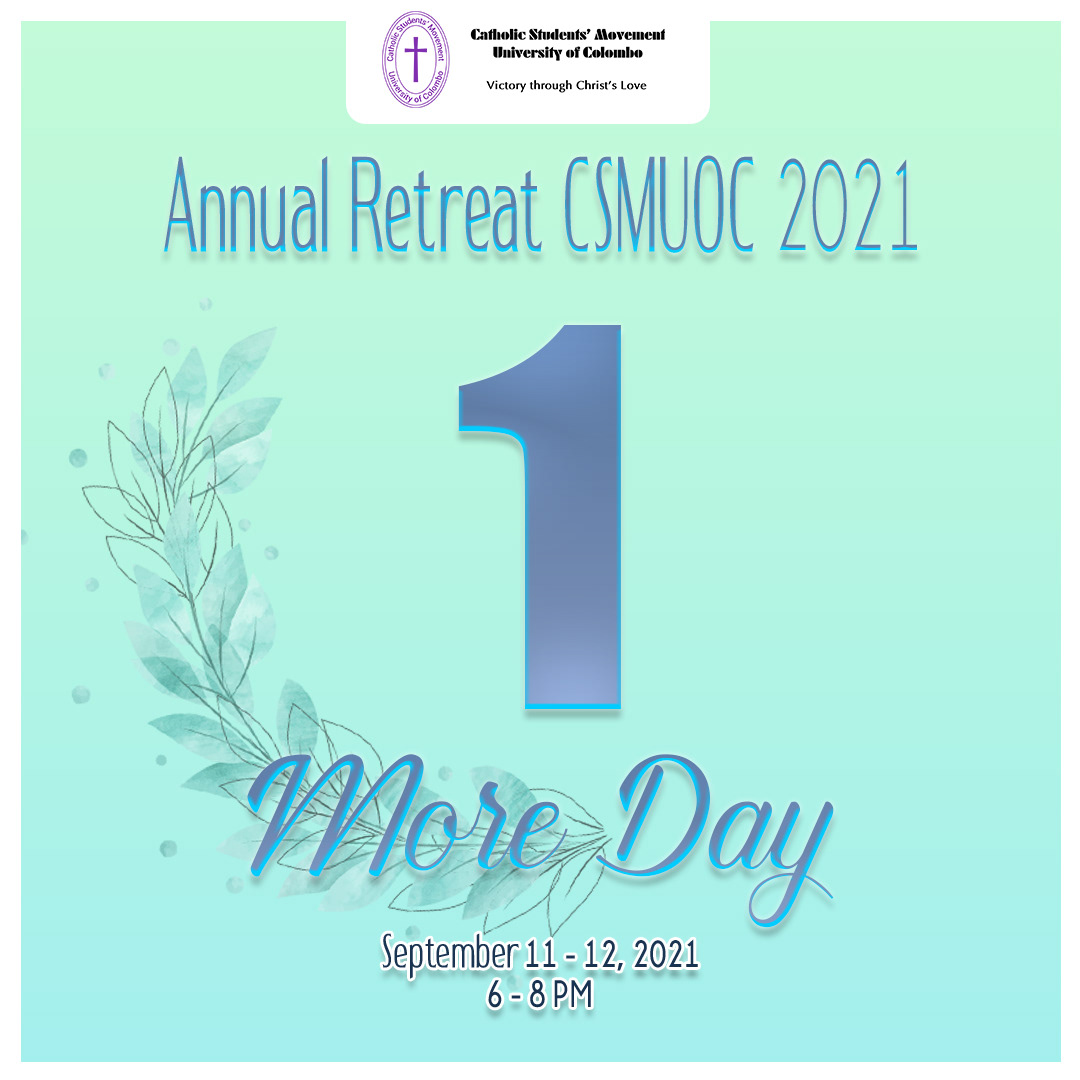 Catholic Students' Movement
University of Colombo
Catholic Students' Movement
University of Colombo
Victory through Christ's Love
Annual Retreat CSMUOC 2021
1
More Day
September 11 - 12, 2021
6 - 8 PM